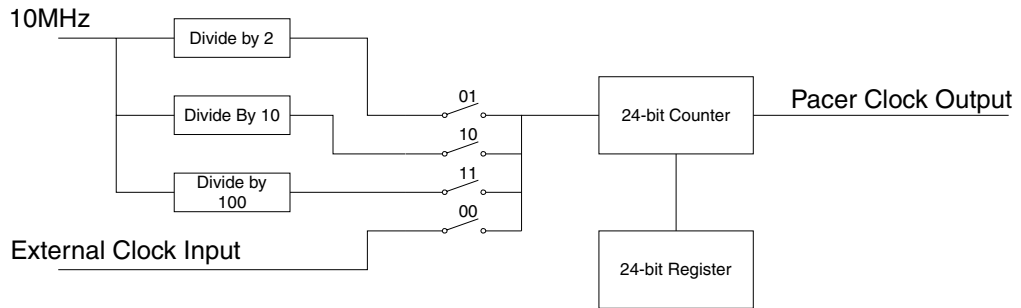 10MHz
Divide by 2
01
24-bit Counter
Pacer Clock Output
Divide By 10
10
Divide by
100
11
00
External Clock Input
24-bit Register